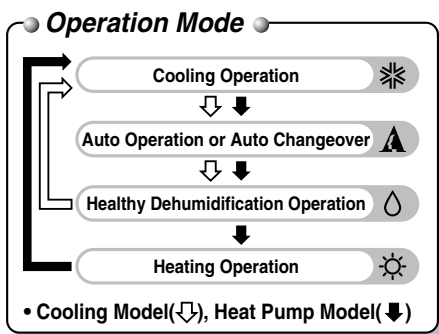 Operation Mode
Cooling Operation
Auto Operation or Auto Changeover
Healthy Dehumidification Operation
Heating Operation
• Cooling Model(⇩), Heat Pump Model(🡇)